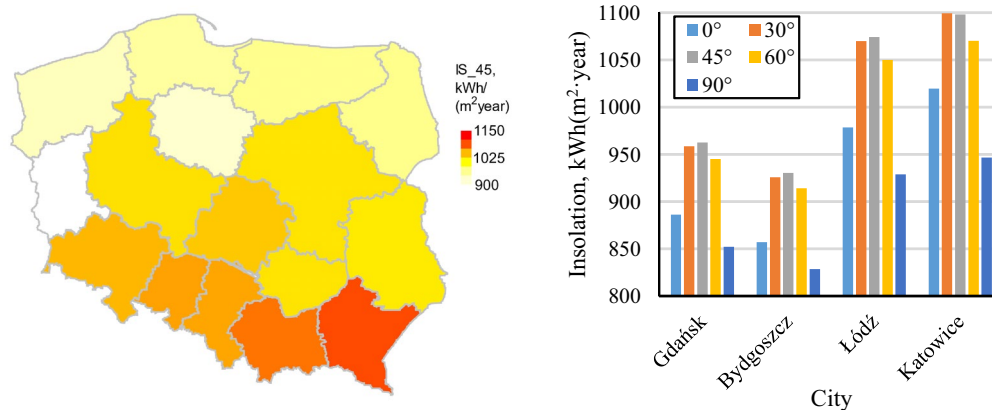 IS_45,
kWh/
(m²year)
1150
1025
900
Insolation, kWh(m²·year)
1100
1050
1000
950
900
850
800
0° 30°
45° 60°
90°
Gdańsk
Bydgoszcz
Łódź
Katowice
City